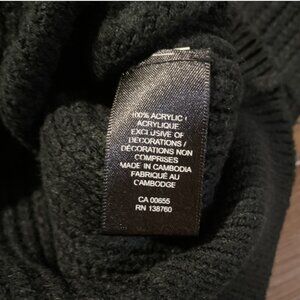 100% ACRYLIC /
ACRYLIQUE
EXCLUSIVE OF
DECORATIONS /
DÉCORATIONS NON
COMPRISES
MADE IN CAMBODIA
FABRIQUÉ AU
CAMBODGE
CA 00655
RN 138760